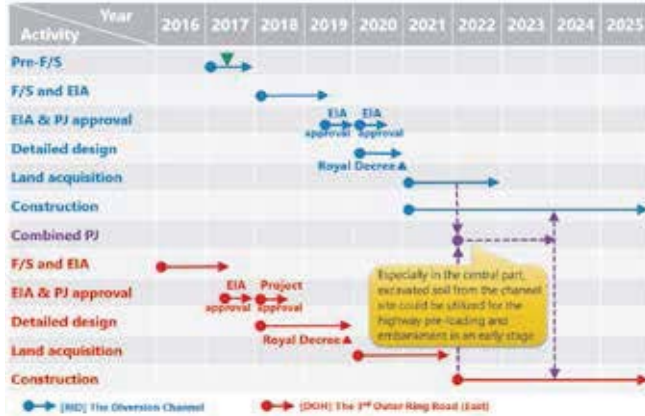 Year
Activity
2016 2017 2018 2019 2020 2021 2022 2023 2024 2025
Pre-F/S
F/S and EIA
EIA & PJ approval EIA approval EIA approval
Detailed design
Royal Decree ▲
Land acquisition
Construction
Combined PJ
F/S and EIA
Especially in the central part,
excavated soil from the channel
site could be utilized for the
highway pre-loading and
embankment in an early stage
EIA & PJ approval EIA approval Project approval
Detailed design
Royal Decree ▲
Land acquisition
Construction
[RID] The Diversion Channel
[DOH] The 3rd Outer Ring Road (East)